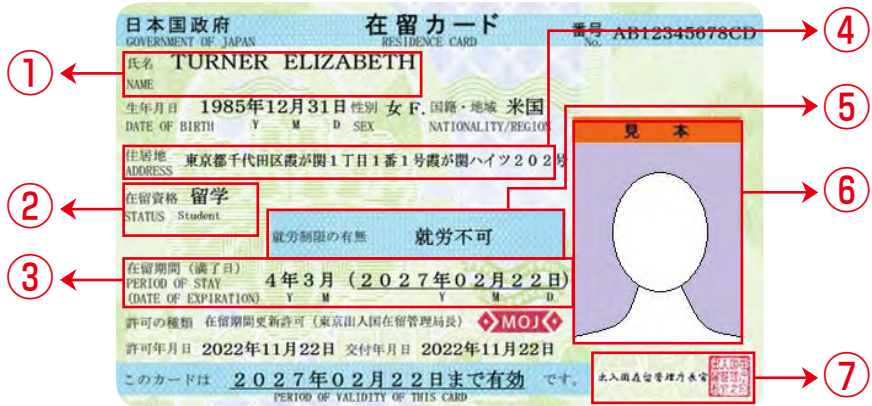 日本国政府 在留カード 番号 AB12345678CD
GOVERNMENT OF JAPAN RESIDENCE CARD No.
④
① 氏名 TURNER ELIZABETH
NAME
生年月日 1985年12月31日 性別 女 F. 国籍・地域 米国
DATE OF BIRTH Y M D SEX NATIONALITY/REGION
⑤
見本
住居地 東京都千代田区霞が関1丁目1番1号霞が関ハイツ202号
ADDRESS
② 在留資格 留学
STATUS Student
⑥
就労制限の有無 就労不可
③ 在留期間(満了日)
PERIOD OF STAY 4年3月(2027年02月22日)
(DATE OF EXPIRATION) Y M Y M D
許可の種類 在留期間更新許可(東京出入国在留管理局長) MOJ
許可年月日 2022年11月22日 交付年月日 2022年11月22日
このカードは 2027年02月22日まで有効 です。
PERIOD OF VALIDITY OF THIS CARD
出入国在留管理庁長官
⑦